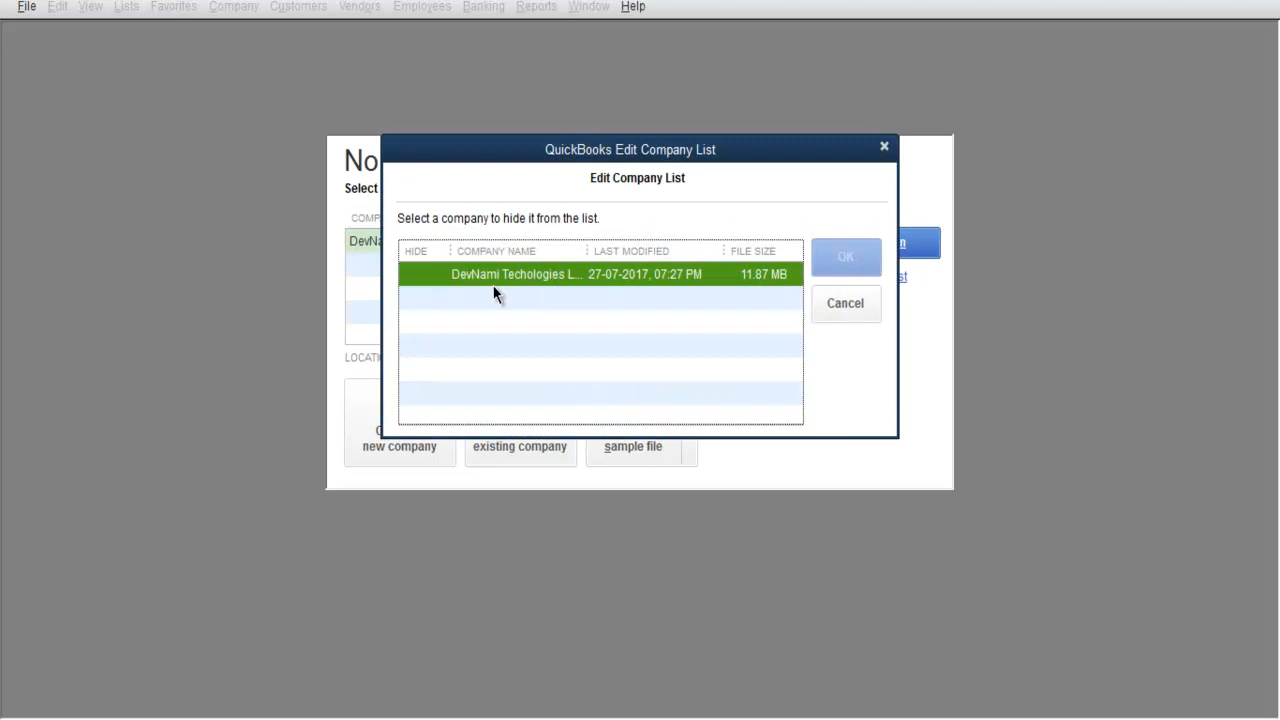 File Edit View Lists Favorites Company Customers Vendors Employees Banking Reports Window Help
QuickBooks Edit Company List
No
Edit Company List
Select
Select a company to hide it from the list.
COMP
HIDE COMPANY NAME LAST MODIFIED FILE SIZE
DevNa
n
OK
DevNami Techologies L... 27-07-2017, 07:27 PM 11.87 MB
st
Cancel
LOCATI
new company existing company sample file